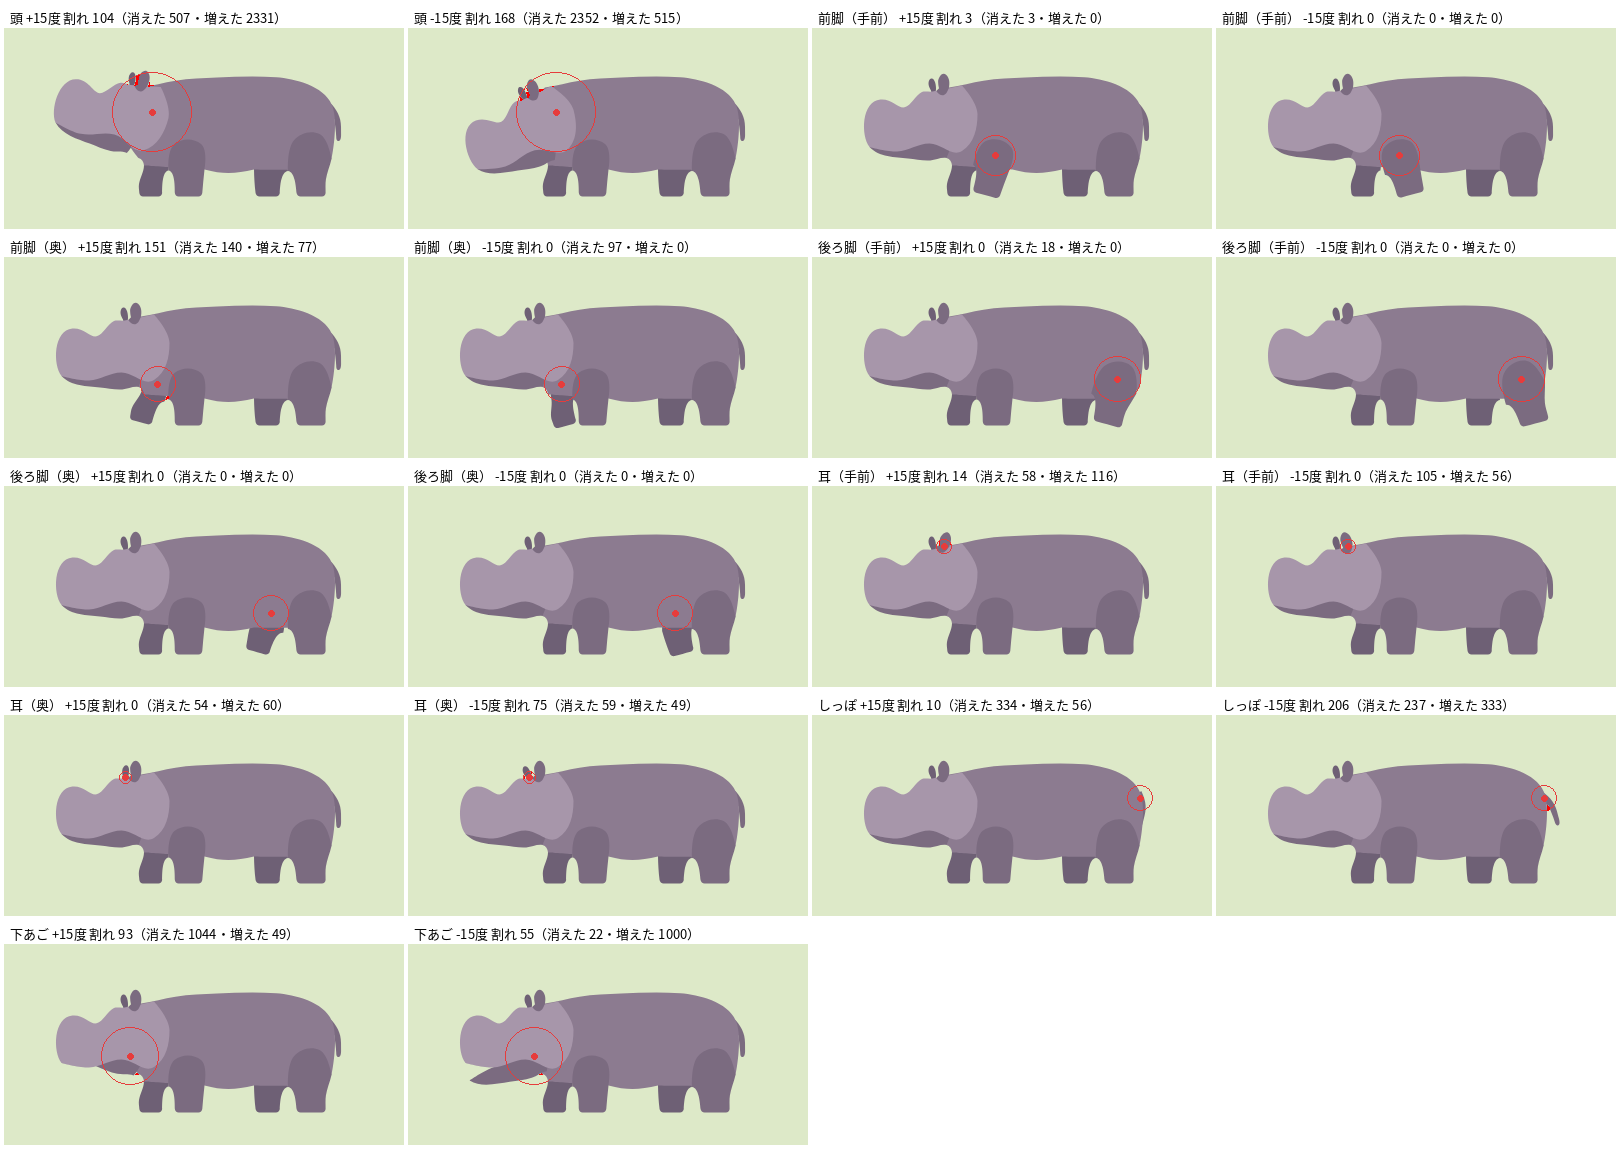 頭 +15度 割れ 104（消えた 507・増えた 2331）
頭 -15度 割れ 168（消えた 2352・増えた 515）
前脚（手前） +15度 割れ 3（消えた 3・増えた 0）
前脚（手前） -15度 割れ 0（消えた 0・増えた 0）
前脚（奥） +15度 割れ 151（消えた 140・増えた 77）
前脚（奥） -15度 割れ 0（消えた 97・増えた 0）
後ろ脚（手前） +15度 割れ 0（消えた 18・増えた 0）
後ろ脚（手前） -15度 割れ 0（消えた 0・増えた 0）
後ろ脚（奥） +15度 割れ 0（消えた 0・増えた 0）
後ろ脚（奥） -15度 割れ 0（消えた 0・増えた 0）
耳（手前） +15度 割れ 14（消えた 58・増えた 116）
耳（手前） -15度 割れ 0（消えた 105・増えた 56）
耳（奥） +15度 割れ 0（消えた 54・増えた 60）
耳（奥） -15度 割れ 75（消えた 59・増えた 49）
しっぽ +15度 割れ 10（消えた 334・増えた 56）
しっぽ -15度 割れ 206（消えた 237・増えた 333）
下あご +15度 割れ 93（消えた 1044・増えた 49）
下あご -15度 割れ 55（消えた 22・増えた 1000）